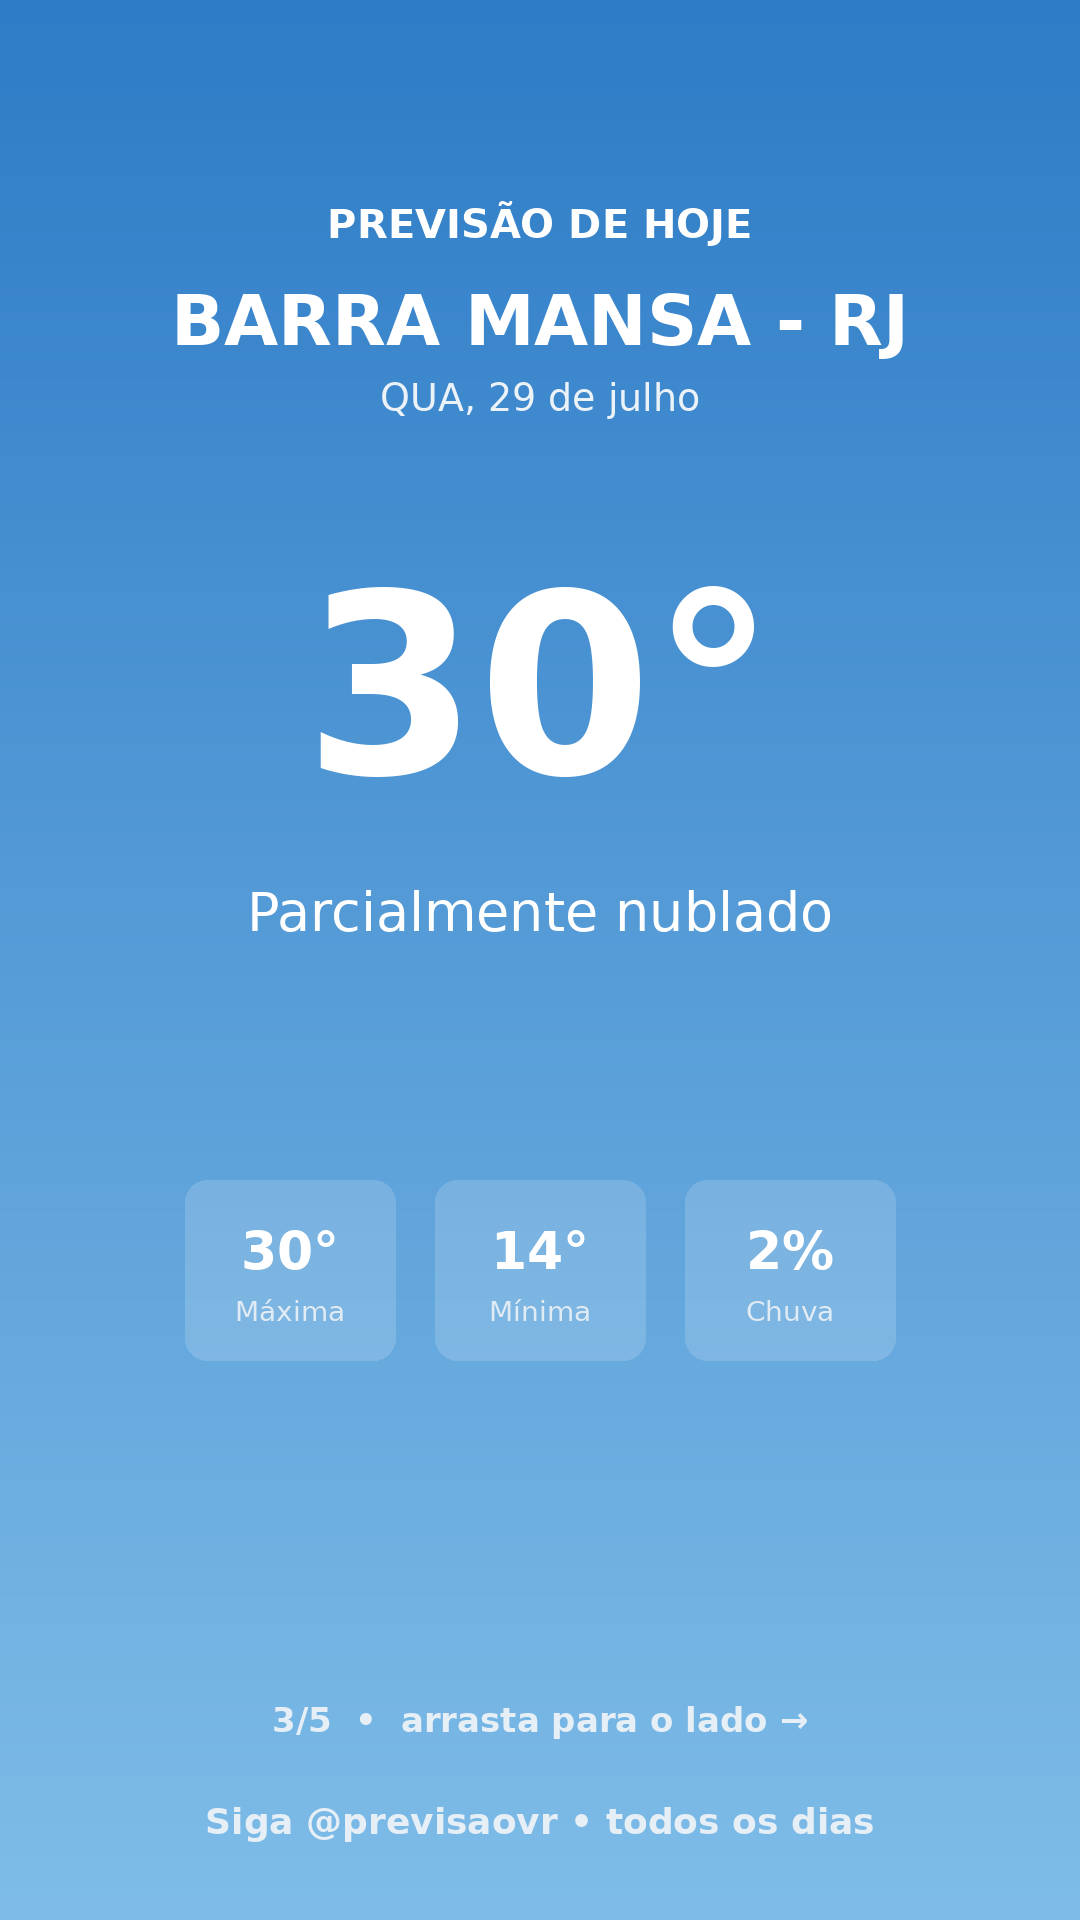 PREVISÃO DE HOJE
BARRA MANSA - RJ
QUA, 29 de julho
30°
Parcialmente nublado
30° 14° 2%
Máxima Mínima Chuva
3/5 • arrasta para o lado →
Siga @previsaovr • todos os dias